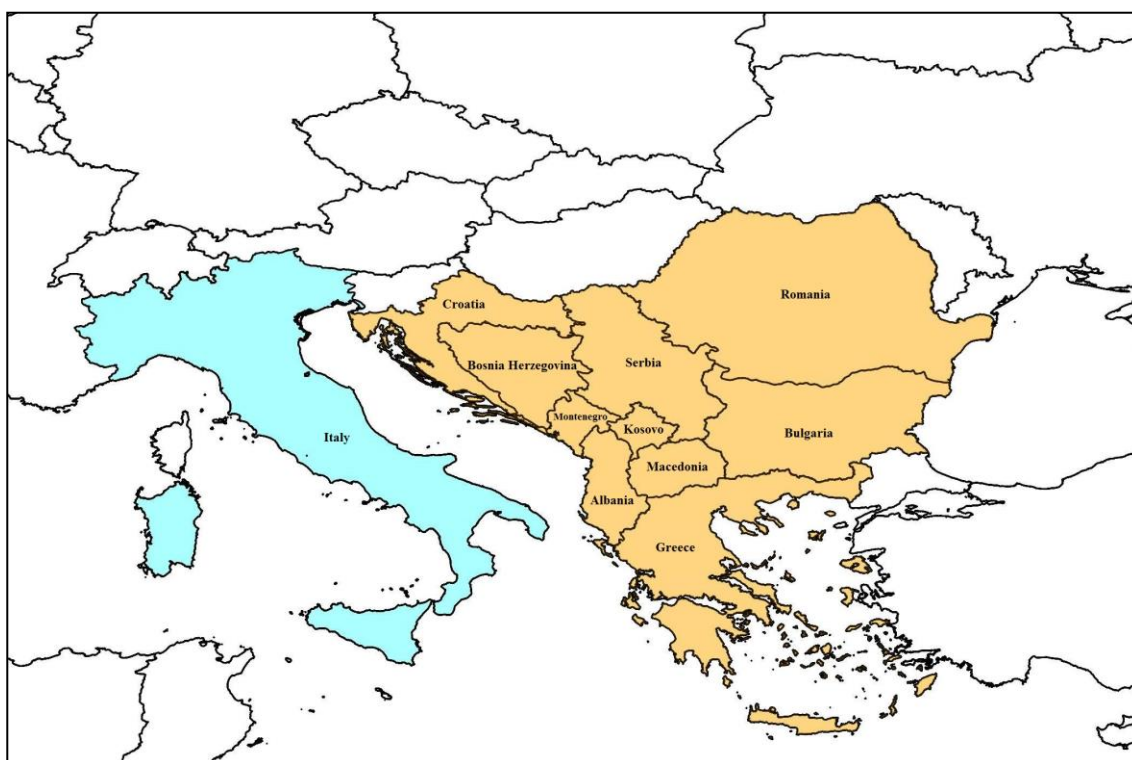 Romania
Croatia
Bosnia Herzegovina
Serbia
Montenegro
Kosovo
Bulgaria
Italy
Macedonia
Albania
Greece